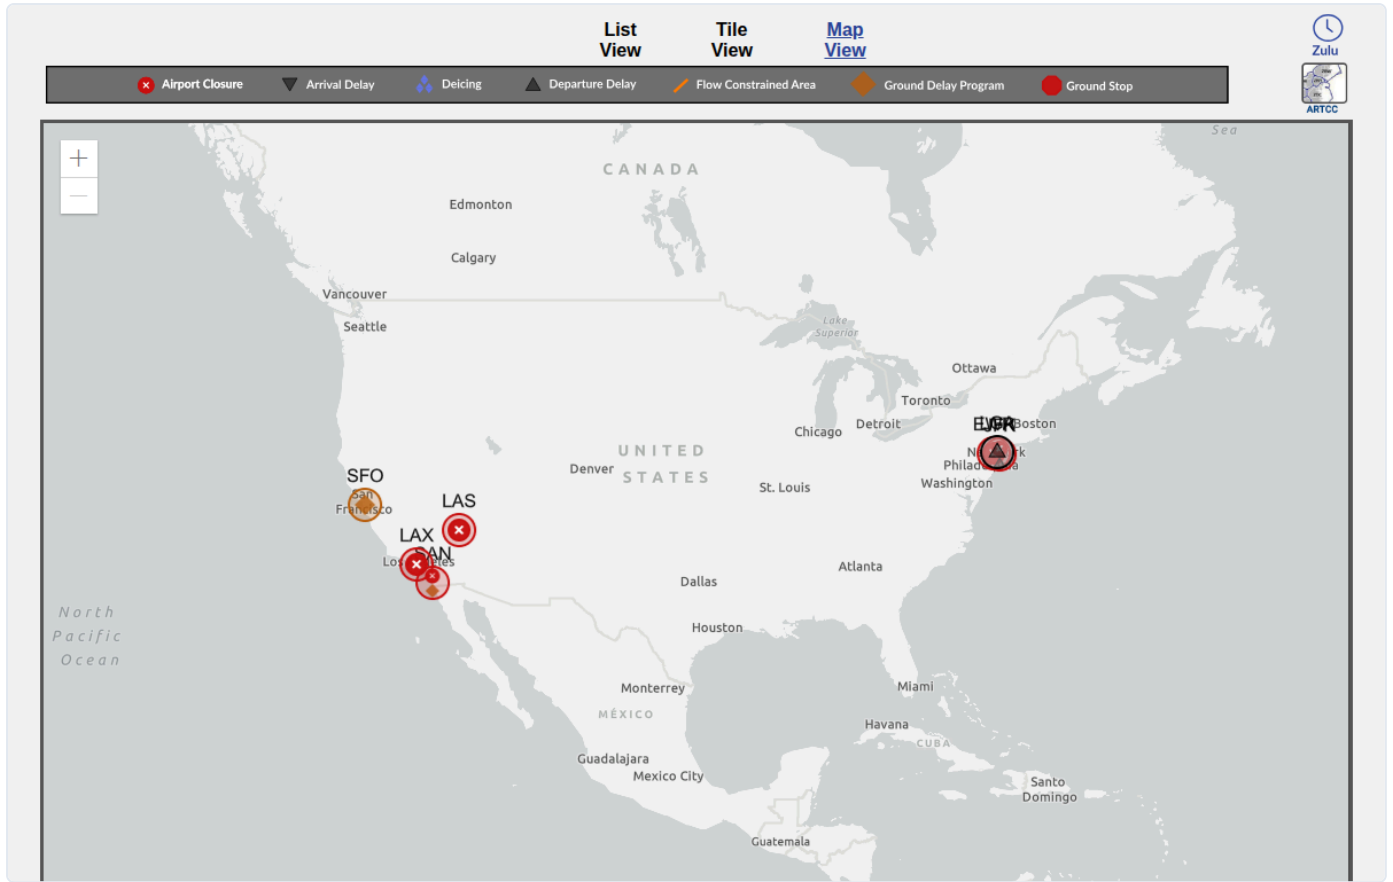 List View
Tile View
Map View
Zulu
Airport Closure
Arrival Delay
Deicing
Departure Delay
Flow Constrained Area
Ground Delay Program
Ground Stop
ARTCC
Sea
CANADA
Edmonton
Calgary
Vancouver
Seattle
Lake Superior
Ottawa
Toronto
Chicago
Detroit
Boston
UNITED STATES
Denver
St. Louis
Washington
SFO
San Francisco
LAS
LAX
SAN
Dallas
Atlanta
Houston
North Pacific Ocean
Monterrey
MÉXICO
Miami
Havana
CUBA
Guadalajara
Mexico City
Santo Domingo
Guatemala